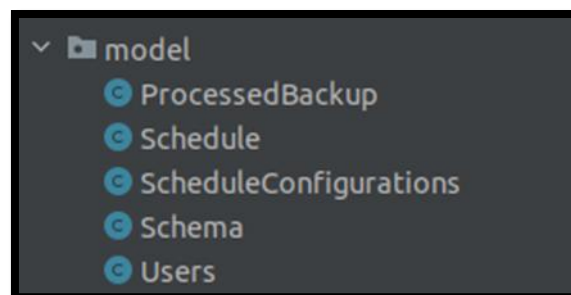 model
C ProcessedBackup
C Schedule
C ScheduleConfigurations
C Schema
C Users